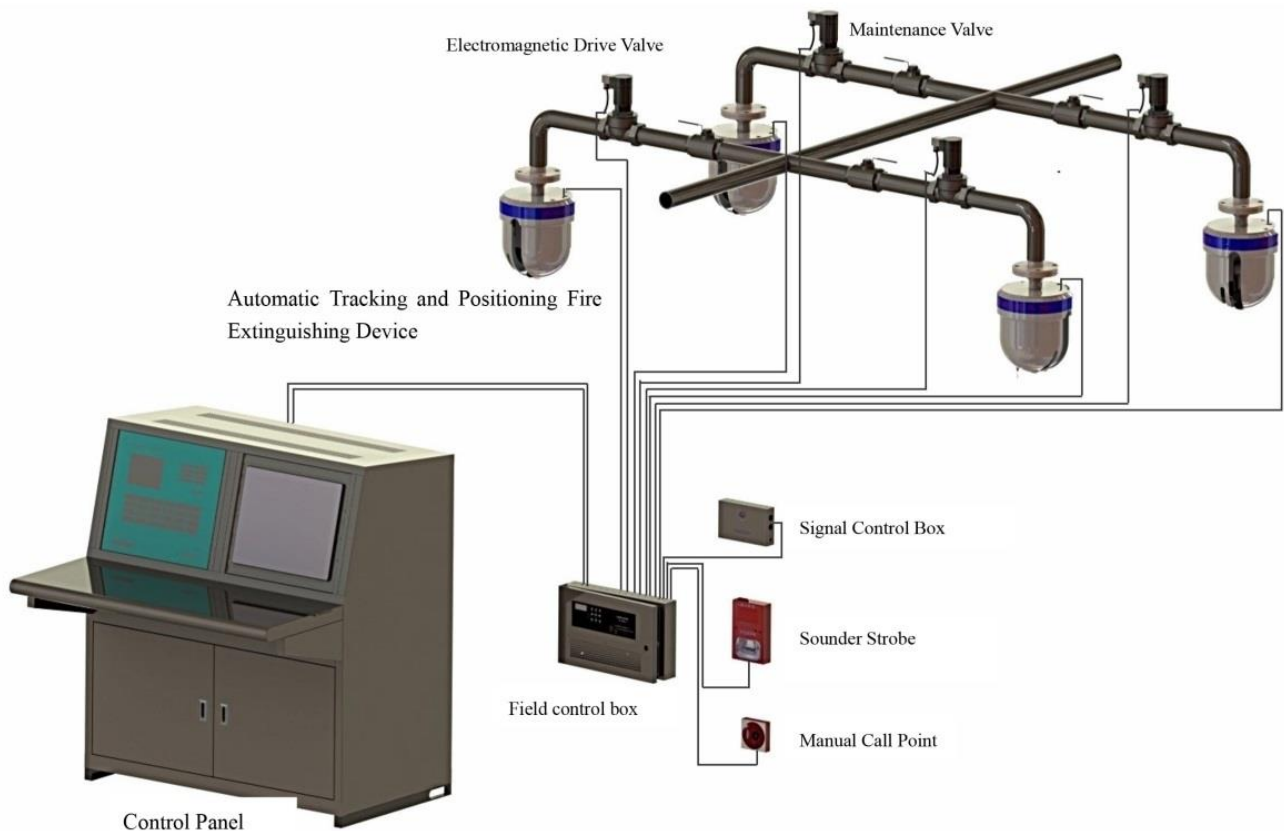 Electromagnetic Drive Valve
Maintenance Valve
Automatic Tracking and Positioning Fire
Extinguishing Device
Signal Control Box
Sounder Strobe
Field control box
Manual Call Point
Control Panel